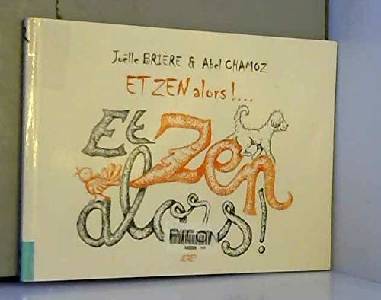 Joëlle BRIERE & Abel CHAMOZ
ET ZEN alors !...
Et Zen
alors !